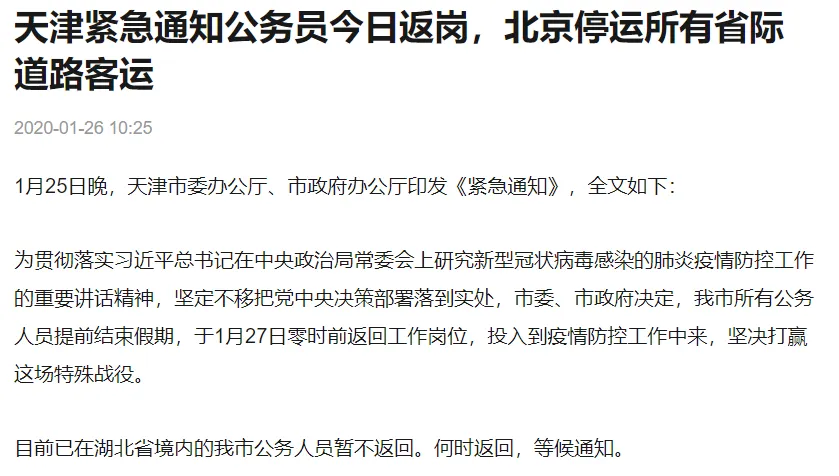 天津紧急通知公务员今日返岗，北京停运所有省际
道路客运
2020-01-26 10:25
1月25日晚，天津市委办公厅、市政府办公厅印发《紧急通知》，全文如下：
为贯彻落实习近平总书记在中央政治局常委会上研究新型冠状病毒感染的肺炎疫情防控工作
的重要讲话精神，坚定不移把党中央决策部署落到实处，市委、市政府决定，我市所有公务
人员提前结束假期，于1月27日零时前返回工作岗位，投入到疫情防控工作中来，坚决打赢
这场特殊战役。
目前已在湖北省境内的我市公务人员暂不返回。何时返回，等候通知。